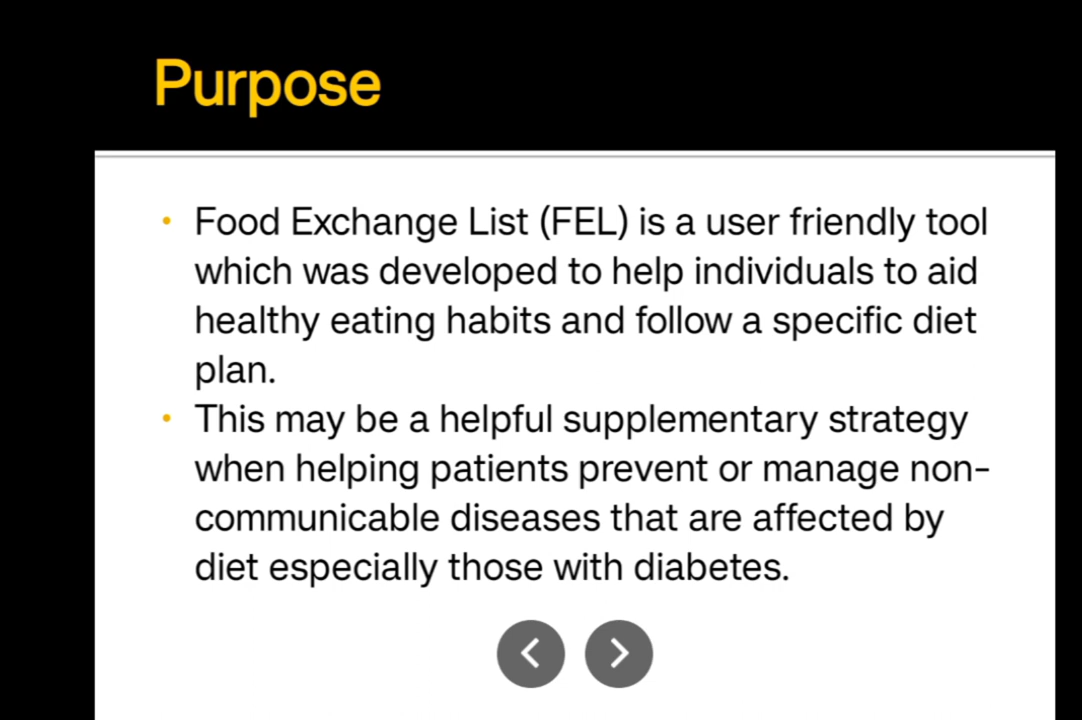 Purpose
• Food Exchange List (FEL) is a user friendly tool
which was developed to help individuals to aid
healthy eating habits and follow a specific diet
plan.
• This may be a helpful supplementary strategy
when helping patients prevent or manage non-
communicable diseases that are affected by
diet especially those with diabetes.